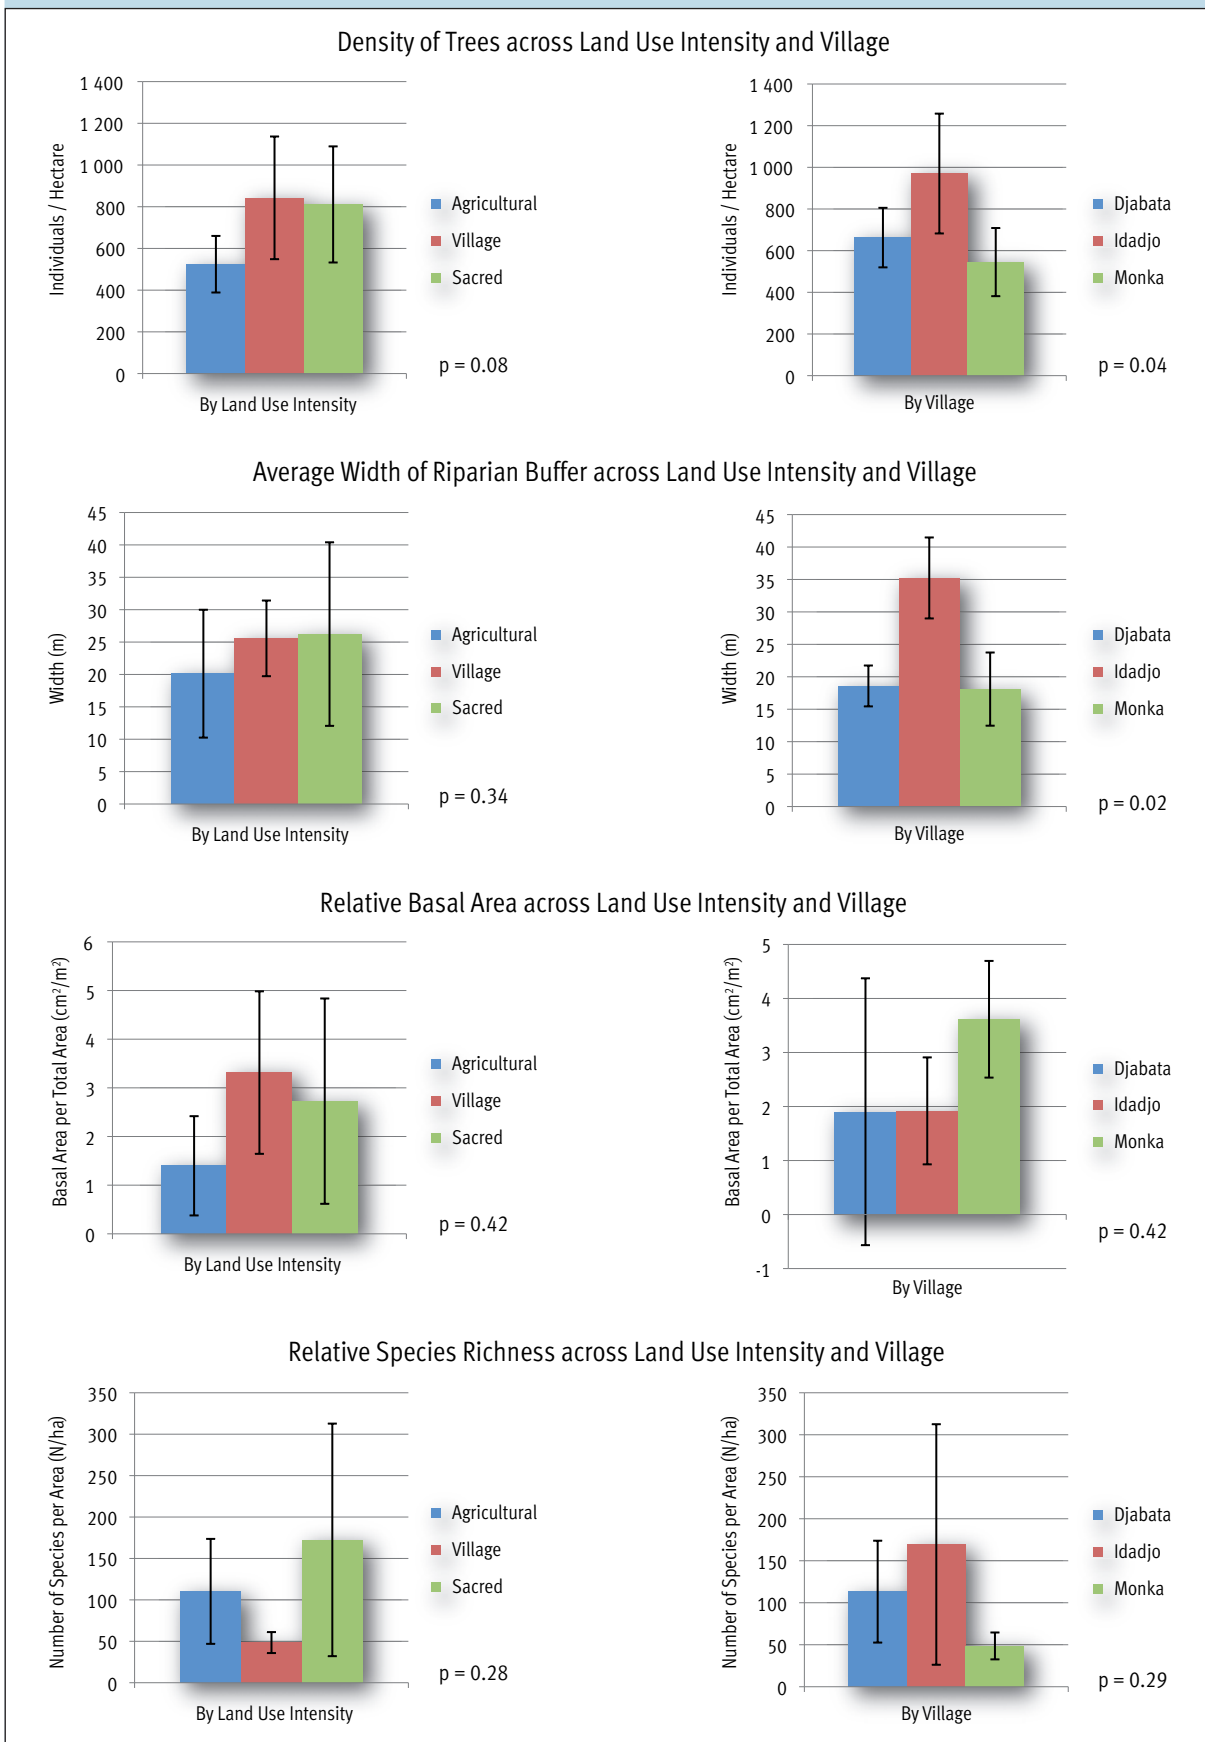 Density of Trees across Land Use Intensity and Village
Individuals / Hectare
1 400
1 200
1 000
800
600
400
200
0
By Land Use Intensity
Agricultural
Village
Sacred
p = 0.08
Individuals / Hectare
1 400
1 200
1 000
800
600
400
200
0
By Village
Djabata
Idadjo
Monka
p = 0.04
Average Width of Riparian Buffer across Land Use Intensity and Village
Width (m)
45
40
35
30
25
20
15
10
5
0
By Land Use Intensity
Agricultural
Village
Sacred
p = 0.34
Width (m)
45
40
35
30
25
20
15
10
5
0
By Village
Djabata
Idadjo
Monka
p = 0.02
Relative Basal Area across Land Use Intensity and Village
Basal Area per Total Area (cm²/m²)
6
5
4
3
2
1
0
By Land Use Intensity
Agricultural
Village
Sacred
p = 0.42
Basal Area per Total Area (cm²/m²)
5
4
3
2
1
0
-1
By Village
Djabata
Idadjo
Monka
p = 0.42
Relative Species Richness across Land Use Intensity and Village
Number of Species per Area (N/ha)
350
300
250
200
150
100
50
0
By Land Use Intensity
Agricultural
Village
Sacred
p = 0.28
Number of Species per Area (N/ha)
350
300
250
200
150
100
50
0
By Village
Djabata
Idadjo
Monka
p = 0.29